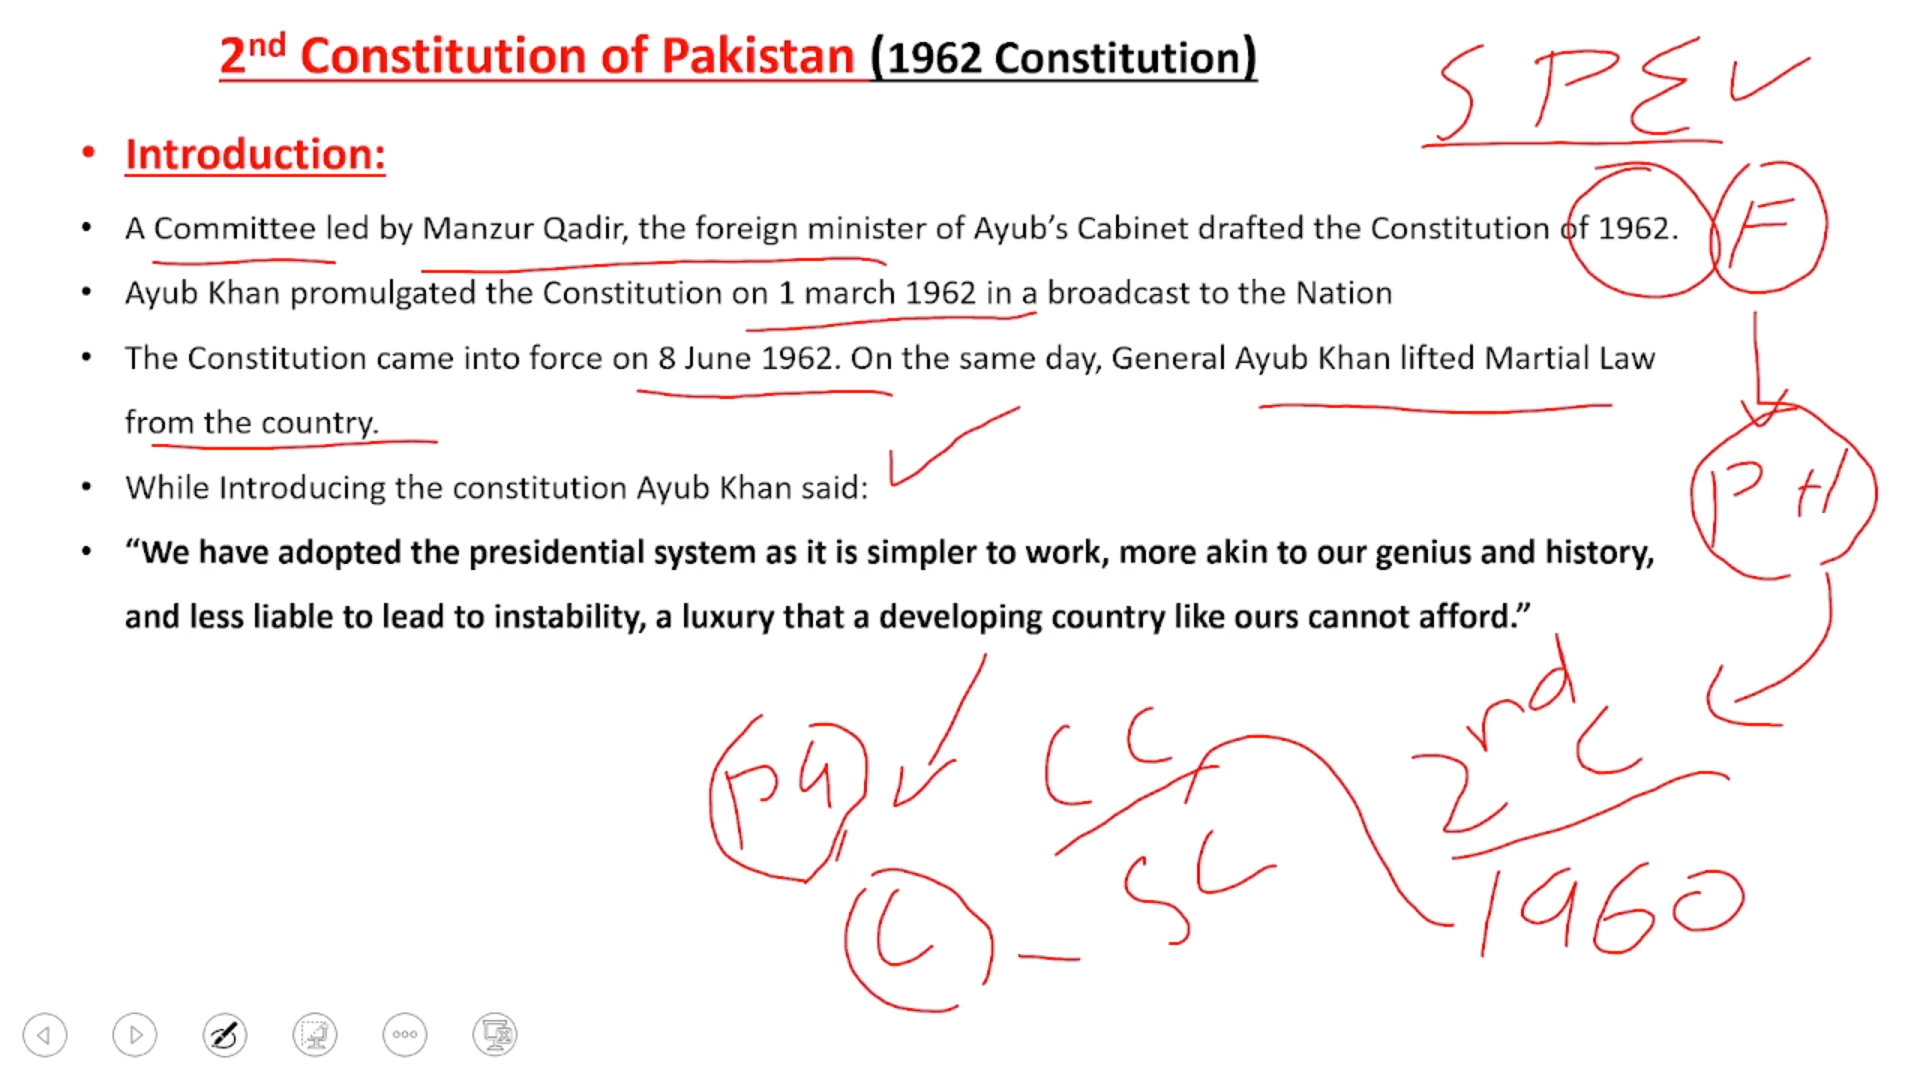 2nd Constitution of Pakistan (1962 Constitution)
S P E L
• Introduction:
F
• A Committee led by Manzur Qadir, the foreign minister of Ayub’s Cabinet drafted the Constitution of 1962.
• Ayub Khan promulgated the Constitution on 1 march 1962 in a broadcast to the Nation
• The Constitution came into force on 8 June 1962. On the same day, General Ayub Khan lifted Martial Law
from the country.
P H
• While Introducing the constitution Ayub Khan said:
• “We have adopted the presidential system as it is simpler to work, more akin to our genius and history,
and less liable to lead to instability, a luxury that a developing country like ours cannot afford.”
C C
2nd C
S C
1960
C